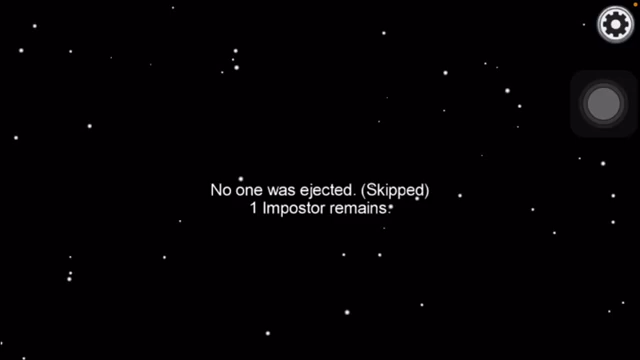 No one was ejected. (Skipped)
1 Impostor remains.